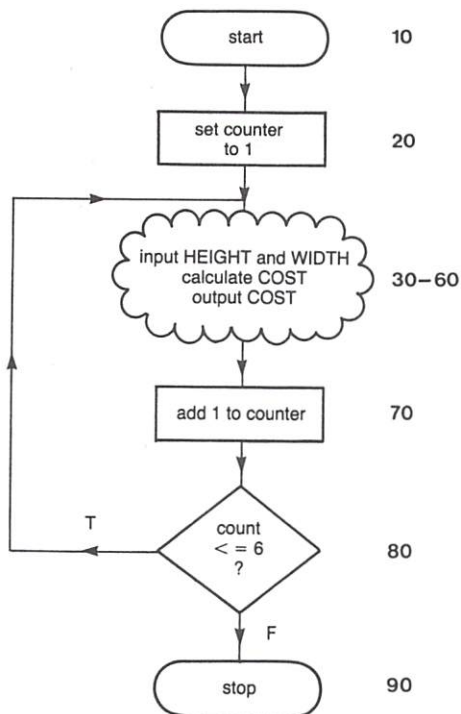 start 10
set counter
to 1
20
input HEIGHT and WIDTH
calculate COST
output COST
30–60
add 1 to counter 70
T
count
< = 6
?
80
F
stop 90